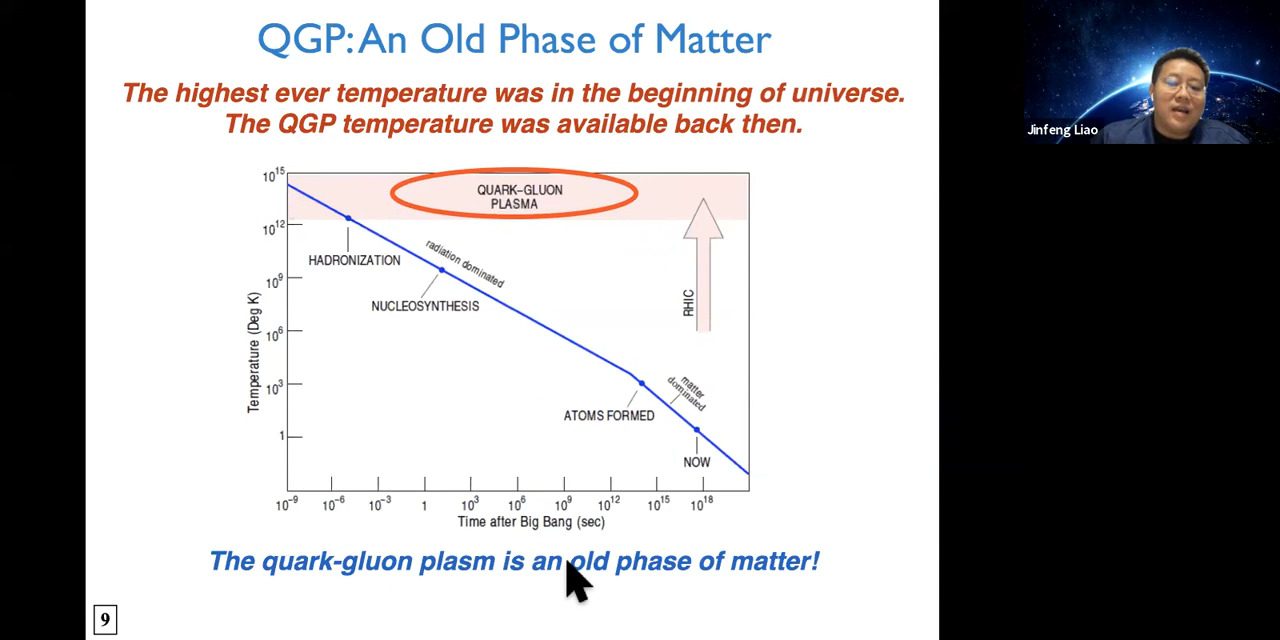 QGP: An Old Phase of Matter
The highest ever temperature was in the beginning of universe.
The QGP temperature was available back then.
Jinfeng Liao
10^15
10^12
10^9
10^6
10^3
1
Temperature (Deg K)
QUARK–GLUON
PLASMA
HADRONIZATION
radiation dominated
NUCLEOSYNTHESIS
RHIC
matter
dominated
ATOMS FORMED
NOW
10^-9 10^-6 10^-3 1 10^3 10^6 10^9 10^12 10^15 10^18
Time after Big Bang (sec)
The quark-gluon plasm is an old phase of matter!
9